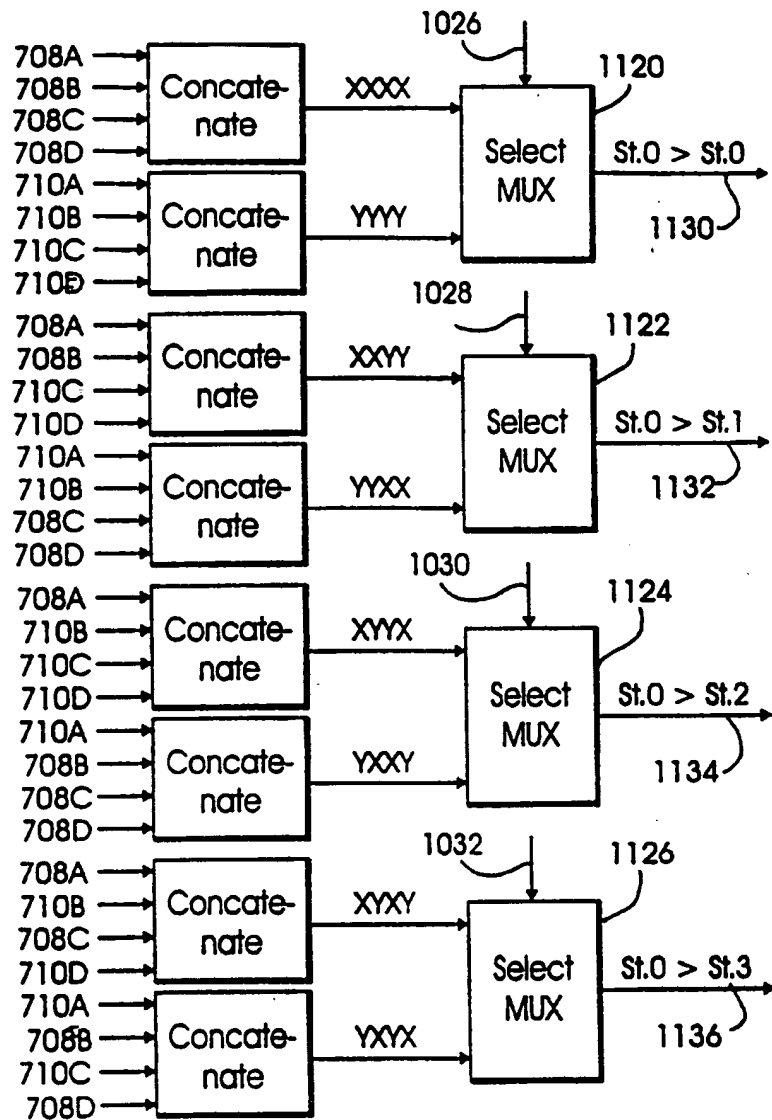 1026
708A
708B
708C
708D
Concate-
nate
XXXX
1120
Select
MUX
St.0 > St.0
1130
710A
710B
710C
710D
Concate-
nate
YYYY
1028
708A
708B
710C
710D
Concate-
nate
XXYY
1122
Select
MUX
St.0 > St.1
1132
710A
710B
708C
708D
Concate-
nate
YYXX
1030
708A
710B
710C
710D
Concate-
nate
XYYX
1124
Select
MUX
St.0 > St.2
1134
710A
708B
708C
708D
Concate-
nate
YXXY
1032
708A
710B
708C
710D
Concate-
nate
XYXY
1126
Select
MUX
St.0 > St.3
1136
710A
708B
710C
708D
Concate-
nate
YXYX